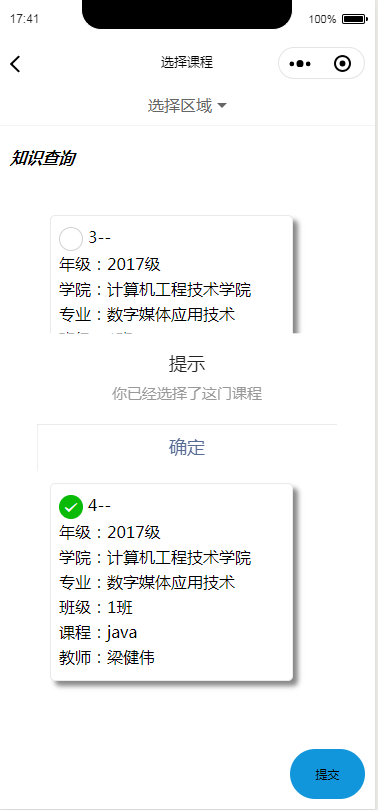 17:41
100%
选择课程
选择区域
知识查询
3--
年级：2017级
学院：计算机工程技术学院
专业：数字媒体应用技术
提示
你已经选择了这门课程
确定
4--
年级：2017级
学院：计算机工程技术学院
专业：数字媒体应用技术
班级：1班
课程：java
教师：梁健伟
提交